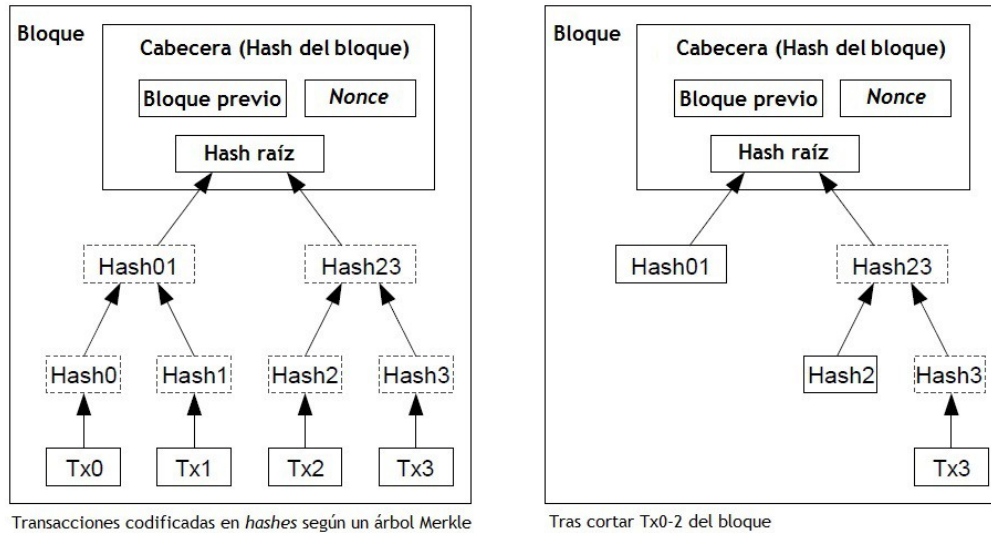 Bloque
Cabecera (Hash del bloque)
Bloque previo Nonce
Hash raíz
Hash01 Hash23
Hash0 Hash1 Hash2 Hash3
Tx0 Tx1 Tx2 Tx3
Transacciones codificadas en hashes según un árbol Merkle
Bloque
Cabecera (Hash del bloque)
Bloque previo Nonce
Hash raíz
Hash01 Hash23
Hash2 Hash3
Tx3
Tras cortar Tx0-2 del bloque